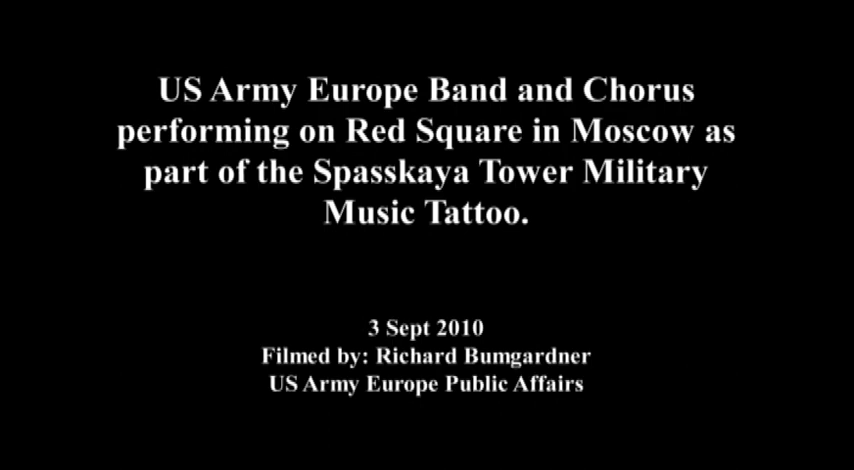 US Army Europe Band and Chorus
performing on Red Square in Moscow as
part of the Spasskaya Tower Military
Music Tattoo.
3 Sept 2010
Filmed by: Richard Bumgardner
US Army Europe Public Affairs